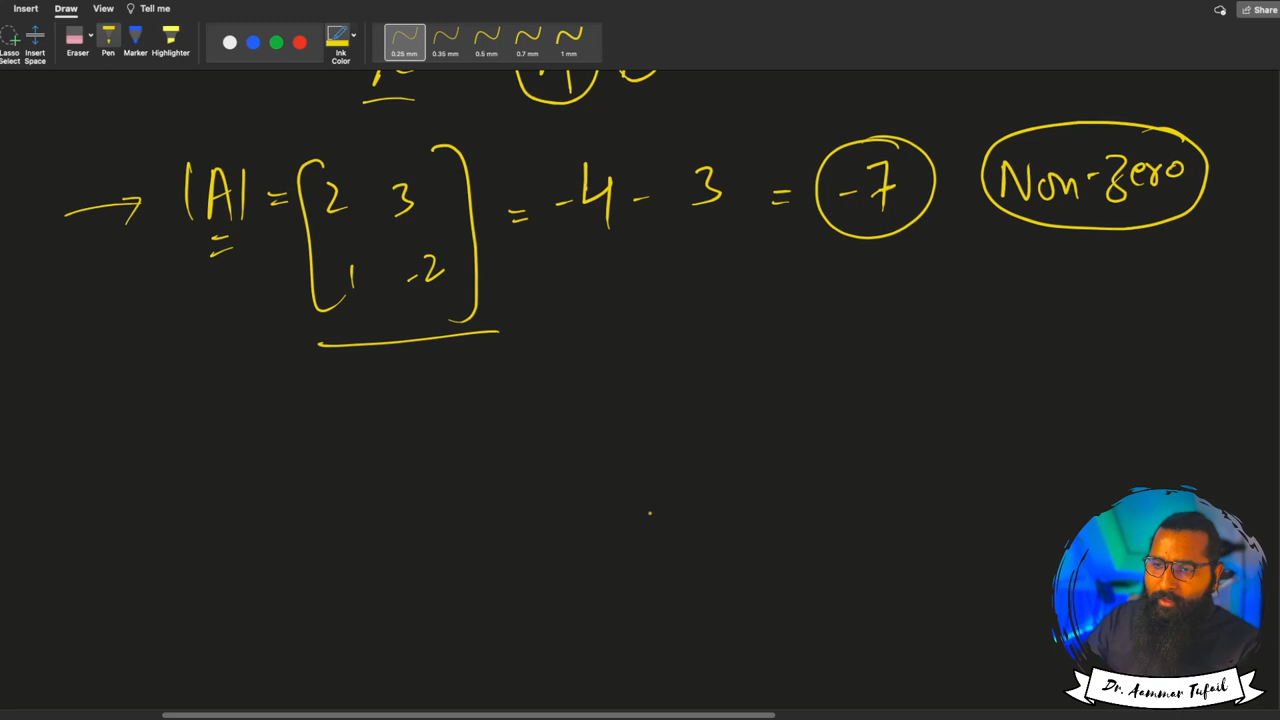 Insert Draw View Tell me
Share
Lasso Select
Insert Space
Eraser
Pen
Marker
Highlighter
Ink Color
0.25 mm
0.35 mm
0.5 mm
0.7 mm
1 mm
→ |A| = [2 3 = -4 - 3 = -7 Non-Zero
1 -2]
Dr. Aammar Tufail